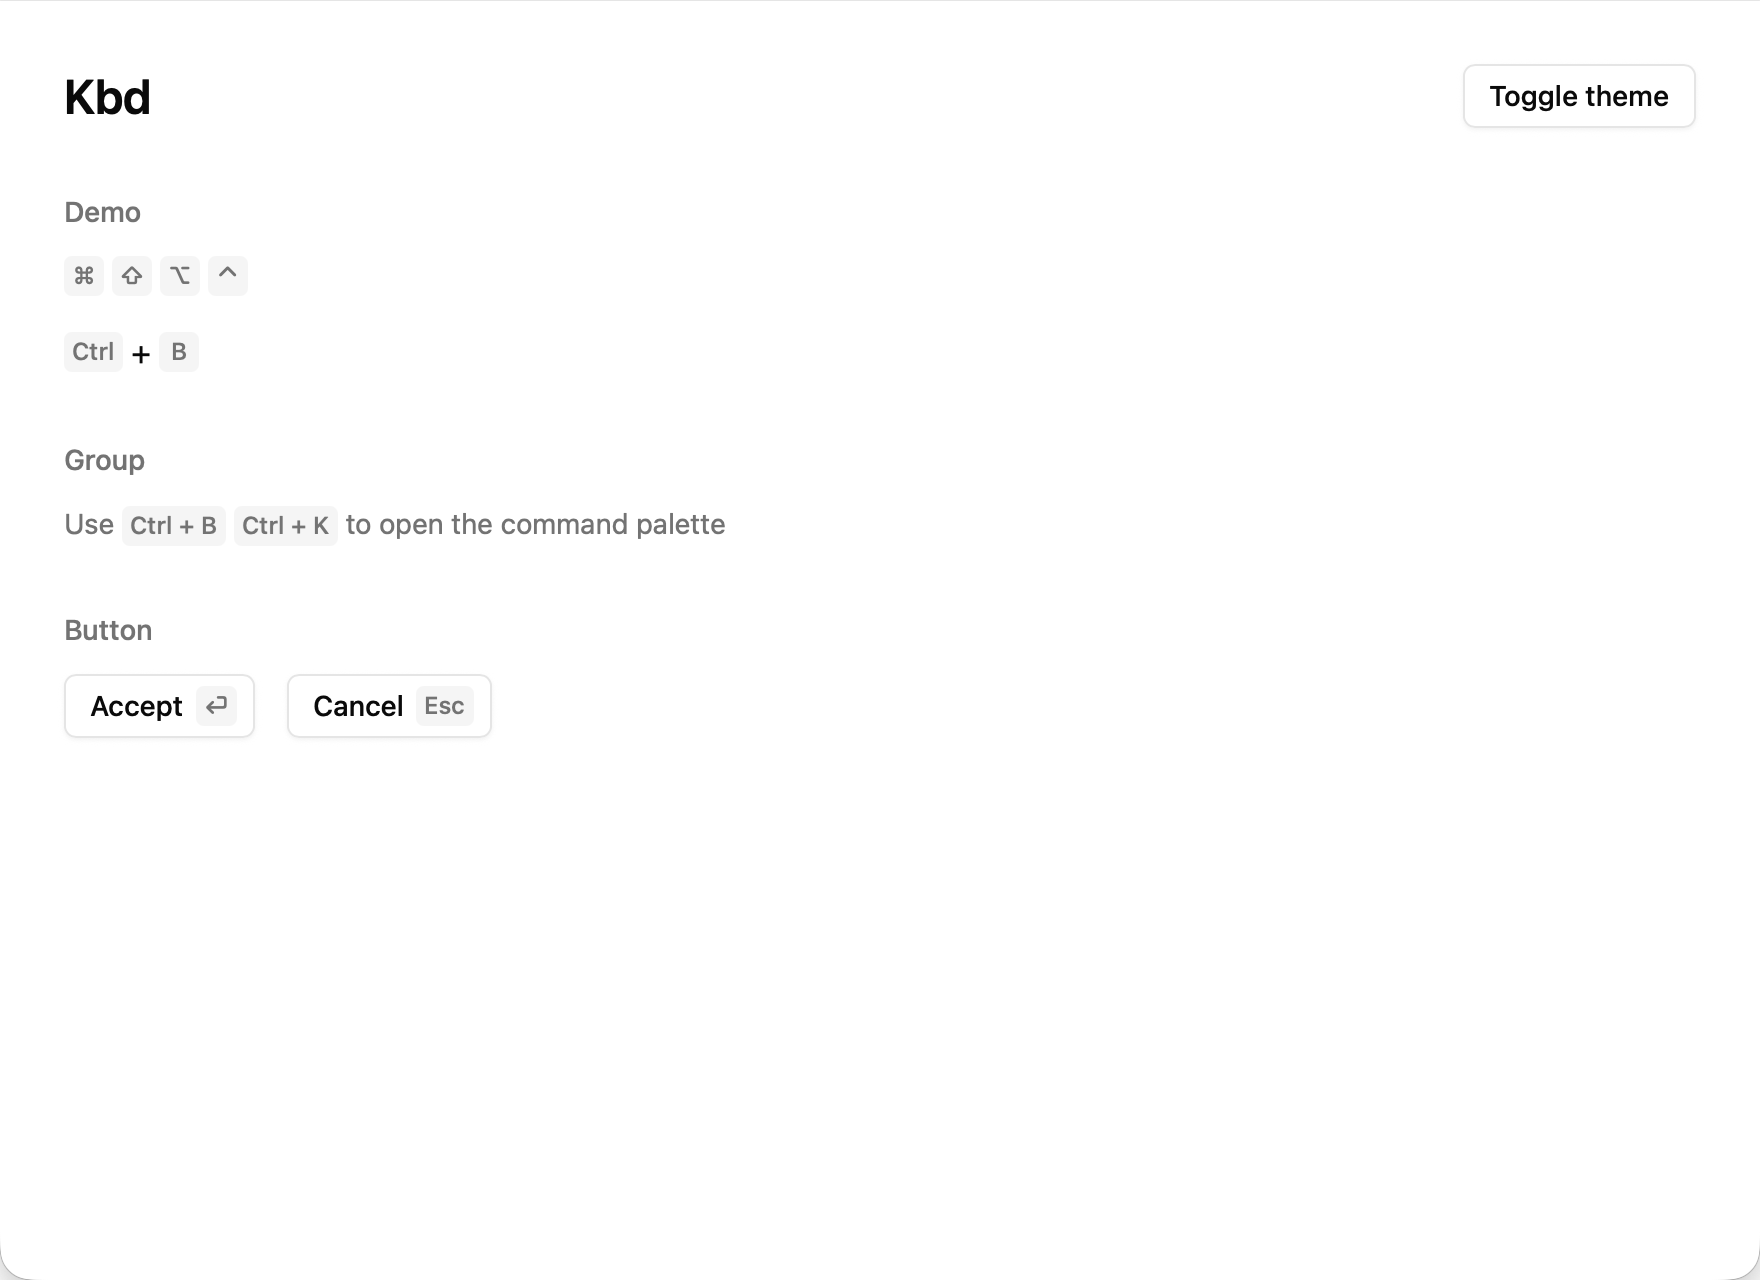 Kbd
Toggle theme
Demo
⌘ ⇧ ⌥ ⌃
Ctrl + B
Group
Use Ctrl + B Ctrl + K to open the command palette
Button
Accept ⏎
Cancel Esc